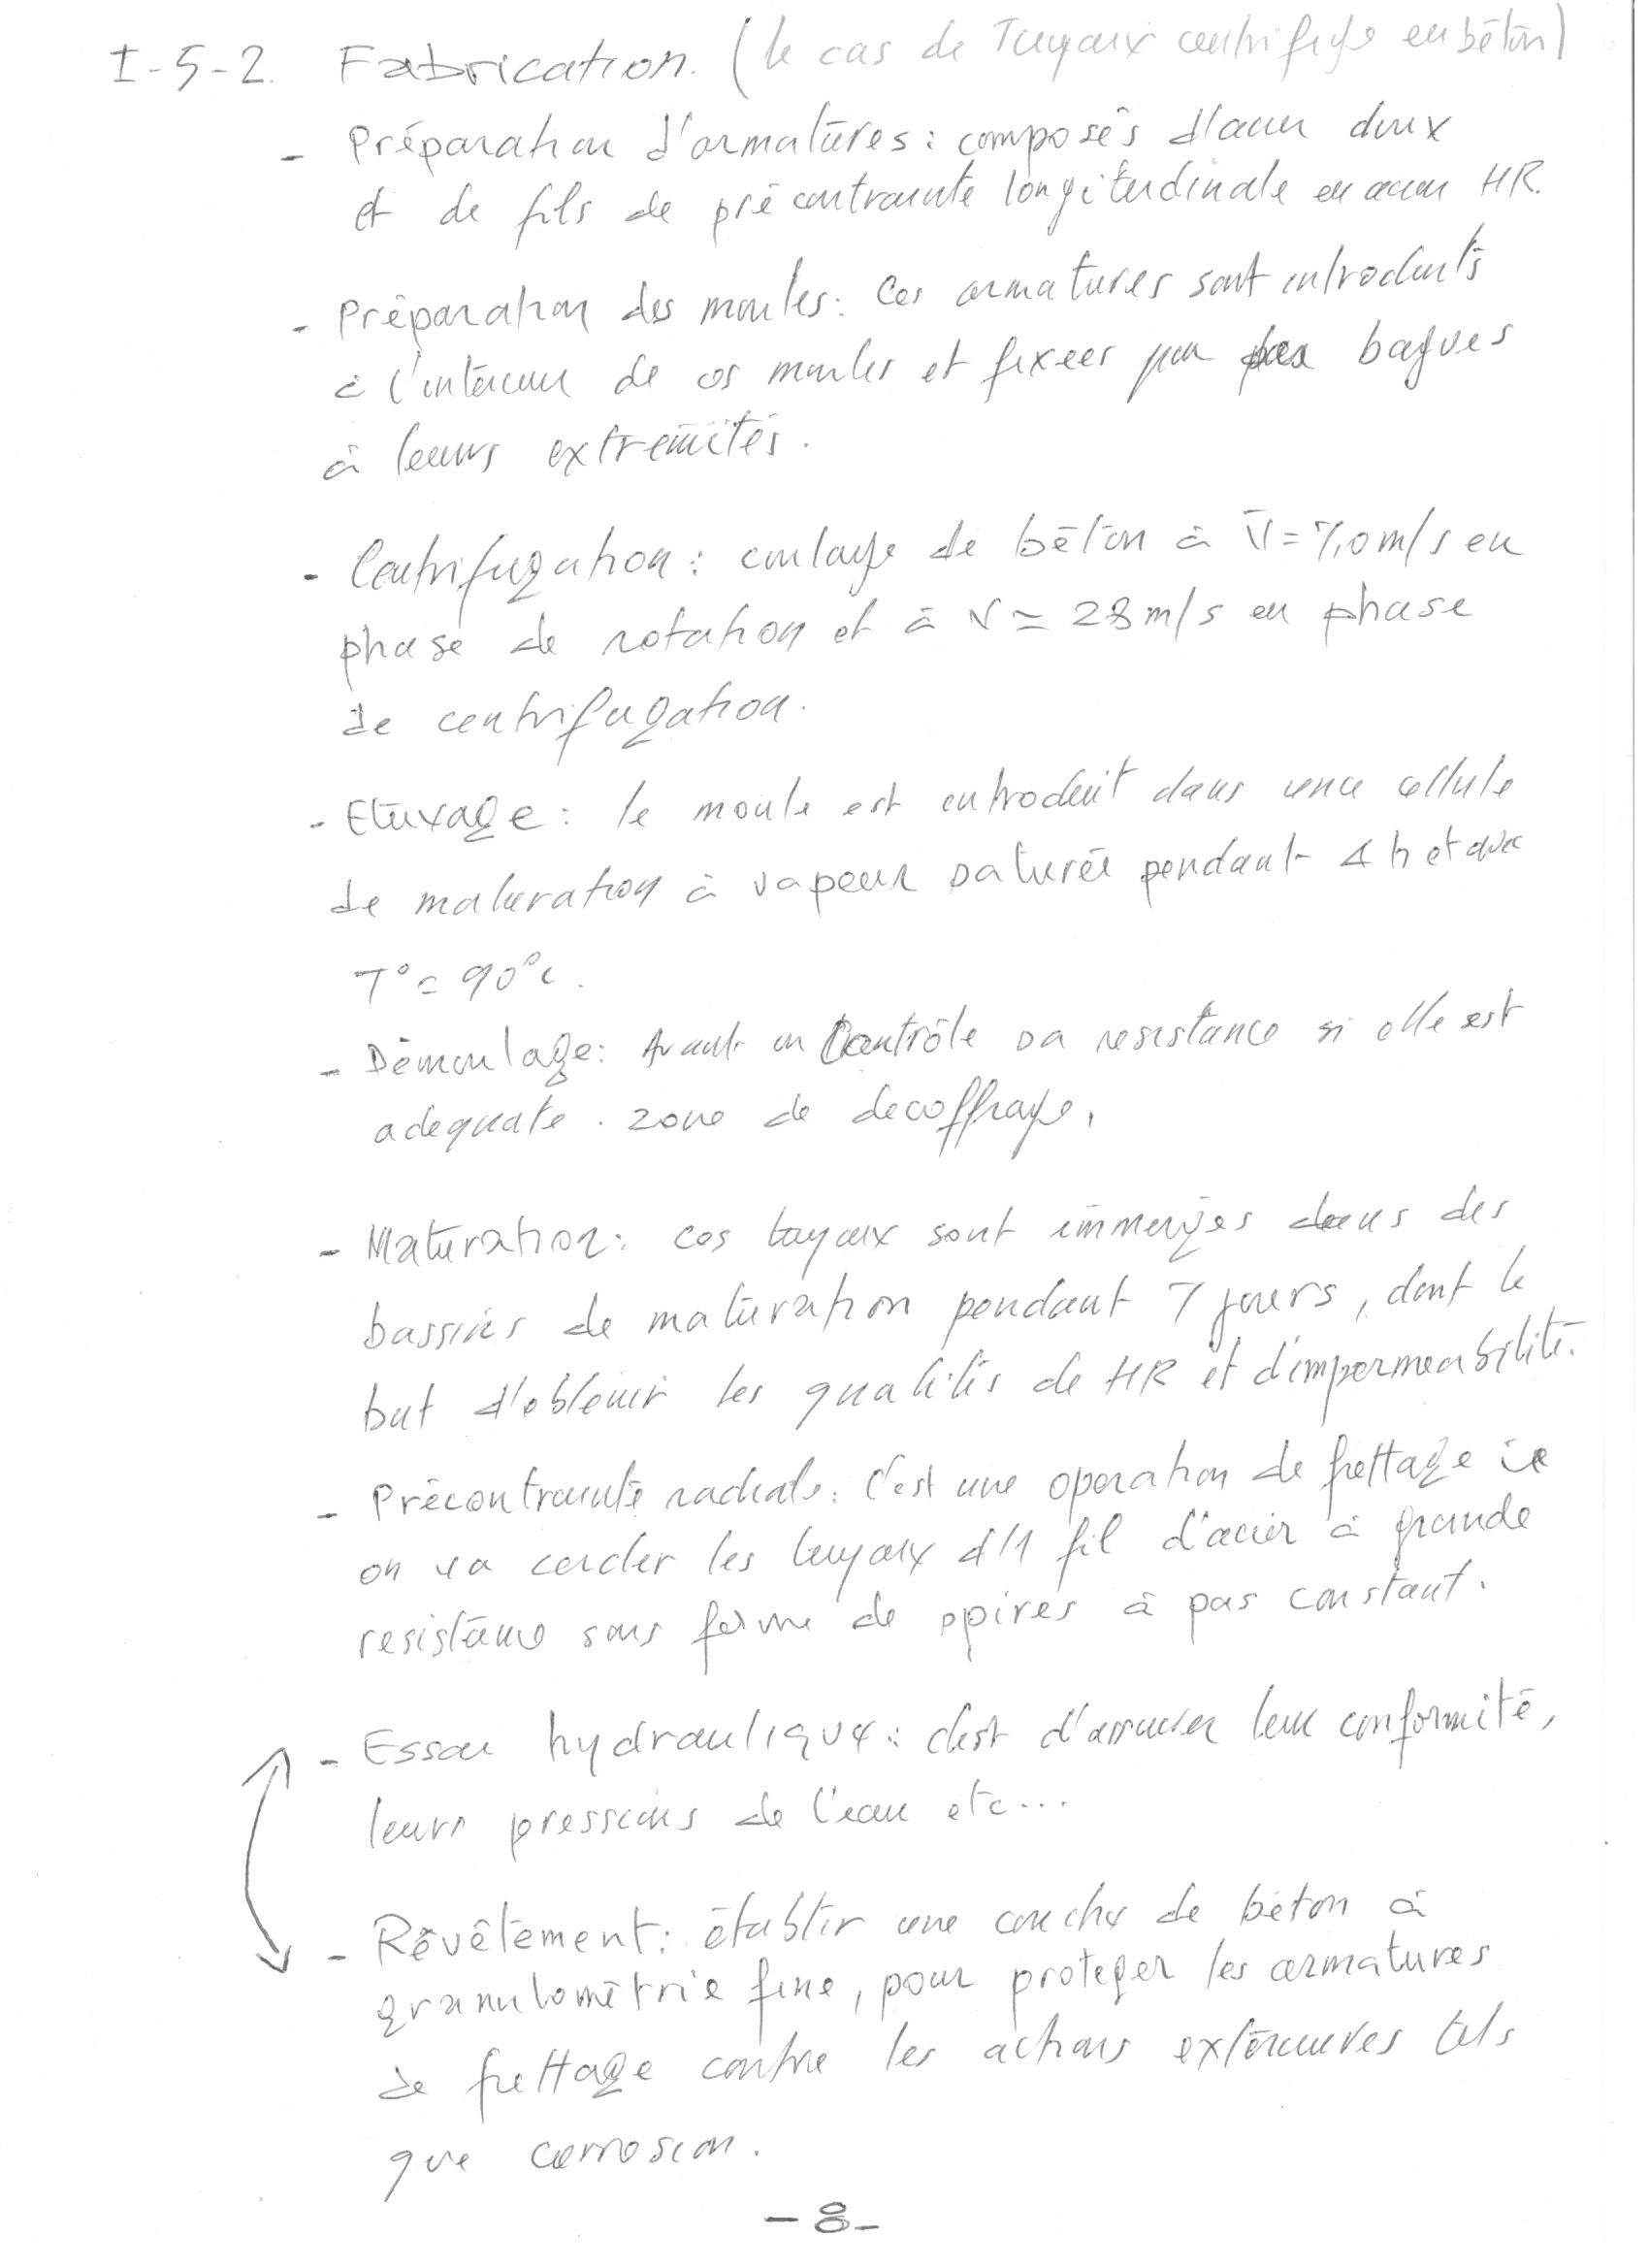 I-5-2. Fabrication. (le cas de Tuyaux centrifugés en béton)
- Préparation d'armatures : composés d'acier doux
et de fils de précontrainte longitudinale en acier HR.
- Préparation des moules : Ces armatures sont introduits
à l'intérieur de ces moules et fixées par des bagues
à leurs extremités.
- Centrifugation : coulage de béton à V = 7,0 m/s en
phase de rotation et à V = 28 m/s en phase
de centrifugation.
- Etuvage : le moule est introduit dans une cellule
de maturation à vapeur saturée pendant 4 h et avec
T° = 90°c.
- Démoulage : Avant on Contrôle sa resistance si elle est
adequate . zone de decoffrage.
- Maturation : ces tuyaux sont immergés dans des
bassins de maturation pendant 7 jours, dont le
but d'obtenir les qualités de HR et d'impermeabilité.
- Précontrainte radiale : C'est une operation de frettage ie
on va cercler les tuyaux d'1 fil d'acier à grande
resistance sous forme de spires à pas constant.
- Essai hydraulique : c'est d'assurer leur conformité,
leurs pressions de l'eau etc...
- Révêtement : établir une couche de béton à
granulométrie fine, pour proteger les armatures
de frettage contre les actions extérieures tels
que corrosion.
- 8 -